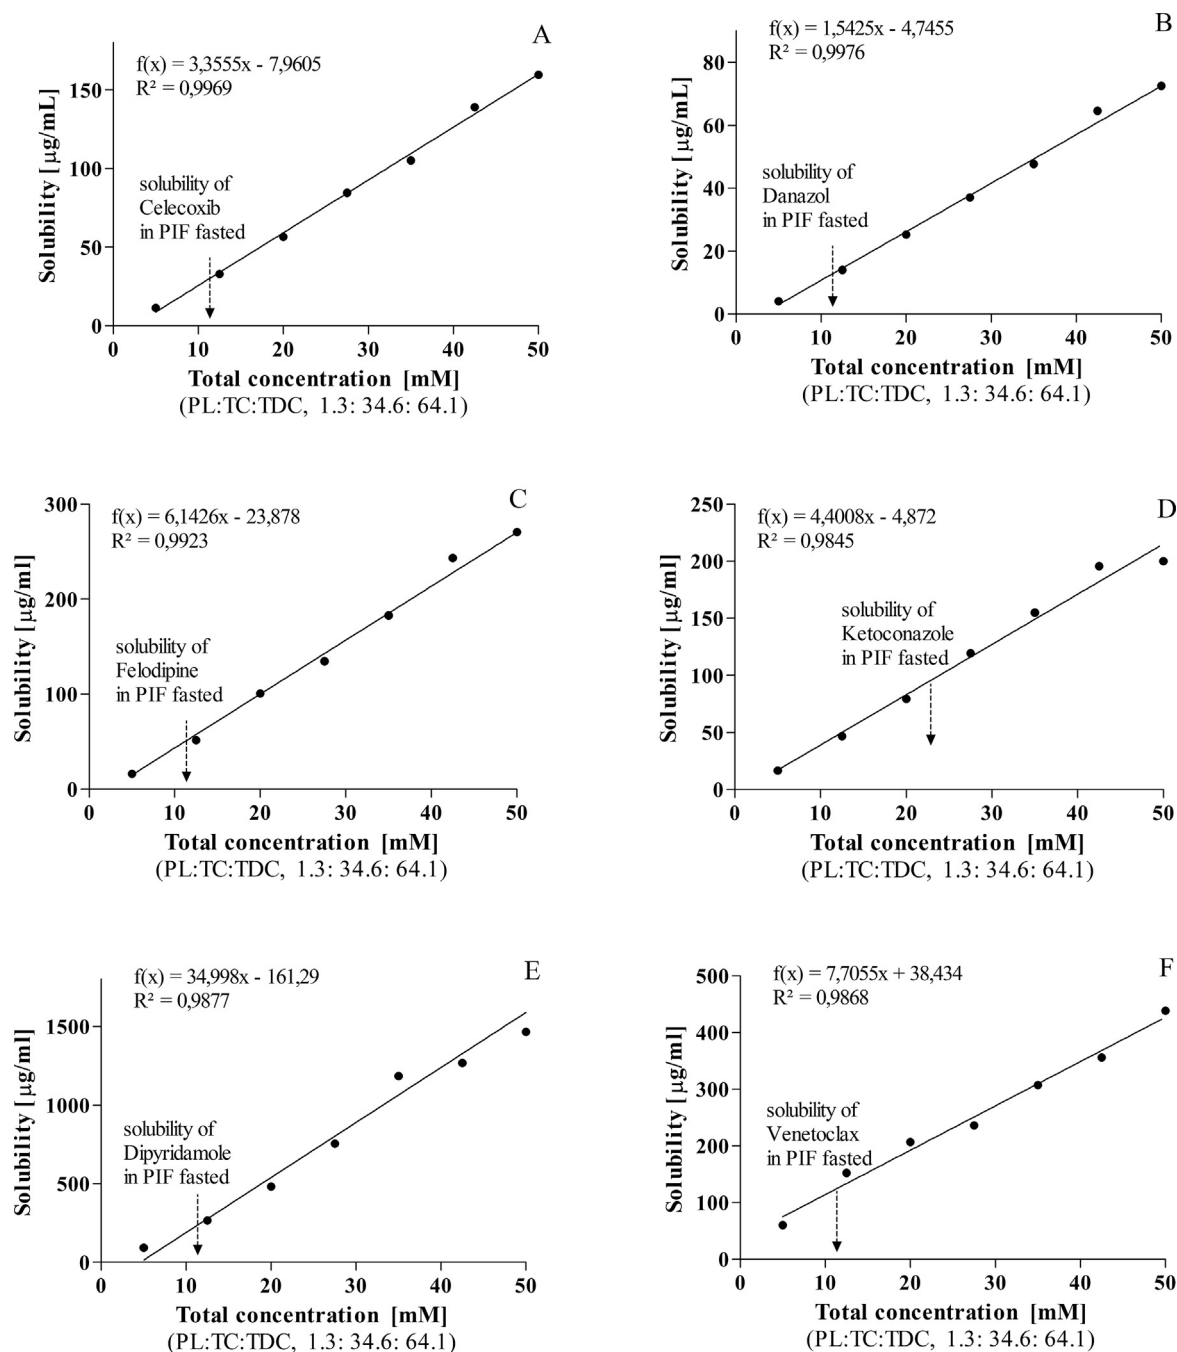 A
f(x) = 3,3555x - 7,9605
R² = 0,9969
150
100
50
0
Solubility [µg/mL]
solubility of
Celecoxib
in PIF fasted
0 10 20 30 40 50
Total concentration [mM]
(PL:TC:TDC, 1.3: 34.6: 64.1)
B
f(x) = 1,5425x - 4,7455
R² = 0,9976
80
60
40
20
0
Solubility [µg/mL]
solubility of
Danazol
in PIF fasted
0 10 20 30 40 50
Total concentration [mM]
(PL:TC:TDC, 1.3: 34.6: 64.1)
C
f(x) = 6,1426x - 23,878
R² = 0,9923
300
200
100
0
Solubility [µg/ml]
solubility of
Felodipine
in PIF fasted
0 10 20 30 40 50
Total concentration [mM]
(PL:TC:TDC, 1.3: 34.6: 64.1)
D
f(x) = 4,4008x - 4,872
R² = 0,9845
250
200
150
100
50
0
Solubility [µg/ml]
solubility of
Ketoconazole
in PIF fasted
0 10 20 30 40 50
Total concentration [mM]
(PL:TC:TDC, 1.3: 34.6: 64.1)
E
f(x) = 34,998x - 161,29
R² = 0,9877
1500
1000
500
0
Solubility [µg/ml]
solubility of
Dipyridamole
in PIF fasted
0 10 20 30 40 50
Total concentration [mM]
(PL:TC:TDC, 1.3: 34.6: 64.1)
F
f(x) = 7,7055x + 38,434
R² = 0,9868
500
400
300
200
100
0
Solubility [µg/ml]
solubility of
Venetoclax
in PIF fasted
0 10 20 30 40 50
Total concentration [mM]
(PL:TC:TDC, 1.3: 34.6: 64.1)